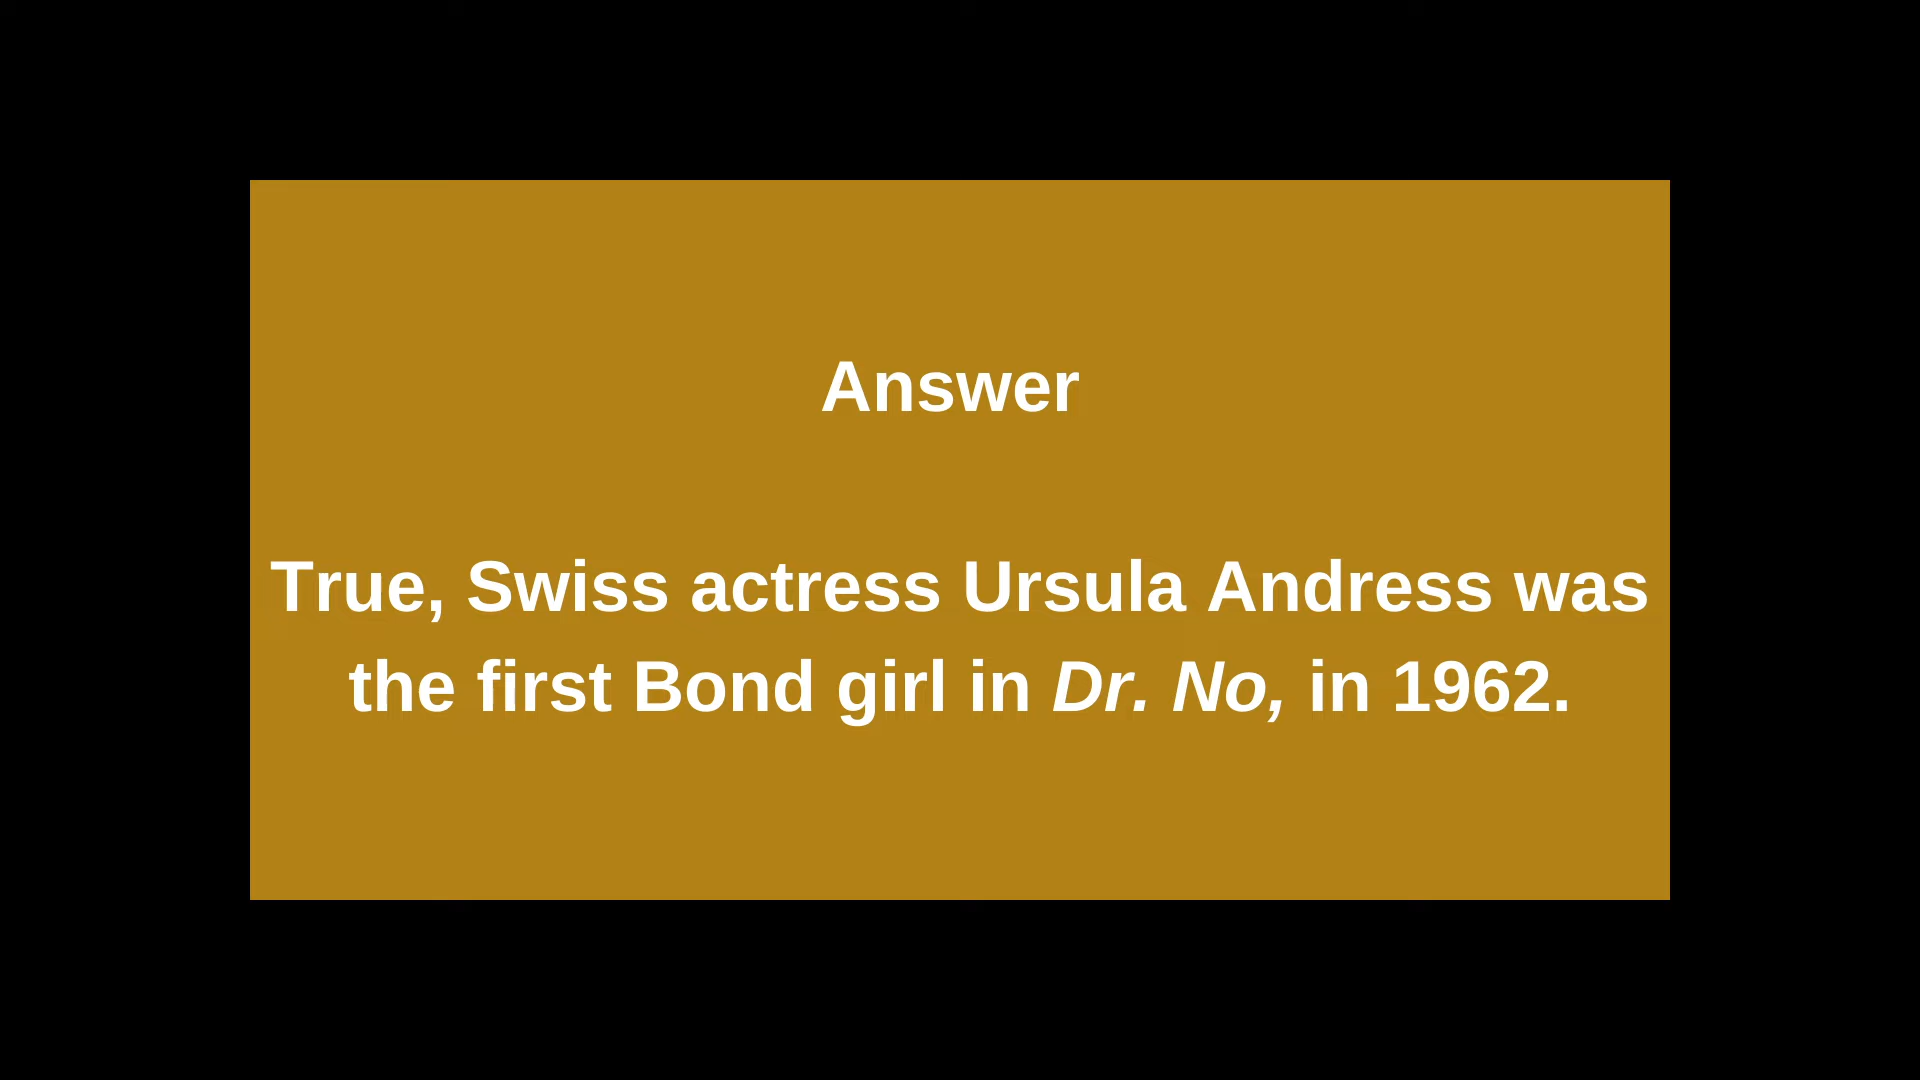 Answer
True, Swiss actress Ursula Andress was
the first Bond girl in Dr. No, in 1962.